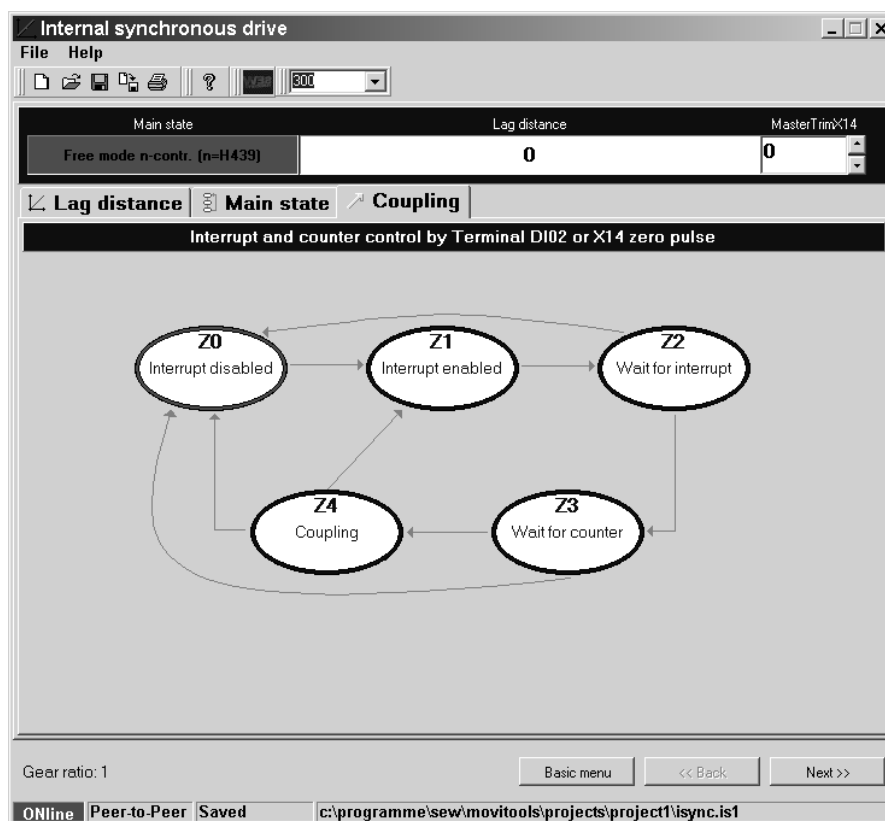 Internal synchronous drive
File Help
300
Main state Lag distance MasterTrimX14
Free mode n-contr. (n=H439) 0 0
Lag distance Main state Coupling
Interrupt and counter control by Terminal DI02 or X14 zero pulse
Z0 Z1 Z2
Interrupt disabled Interrupt enabled Wait for interrupt
Z4 Z3
Coupling Wait for counter
Gear ratio: 1 Basic menu << Back Next >>
ONline Peer-to-Peer Saved c:\programme\sew\movitools\projects\project1\isync.is1